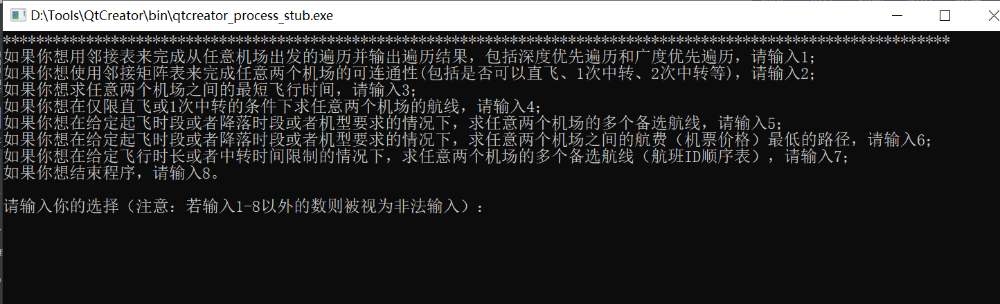 D:\Tools\QtCreator\bin\qtcreator_process_stub.exe
******************************************************************************************************************
如果你想用邻接表来完成从任意机场出发的遍历并输出遍历结果，包括深度优先遍历和广度优先遍历，请输入1；
如果你想使用邻接矩阵表来完成任意两个机场的可连通性(包括是否可以直飞、1次中转、2次中转等)，请输入2；
如果你想求任意两个机场之间的最短飞行时间，请输入3；
如果你想在仅限直飞或1次中转的条件下求任意两个机场的航线，请输入4；
如果你想在给定起飞时段或者降落时段或者机型要求的情况下，求任意两个机场的多个备选航线，请输入5；
如果你想在给定起飞时段或者降落时段或者机型要求的情况下，求任意两个机场之间的航费（机票价格）最低的路径，请输入6；
如果你想在给定飞行时长或者中转时间限制的情况下，求任意两个机场的多个备选航线（航班ID顺序表），请输入7；
如果你想结束程序，请输入8。
请输入你的选择（注意：若输入1-8以外的数则被视为非法输入）：